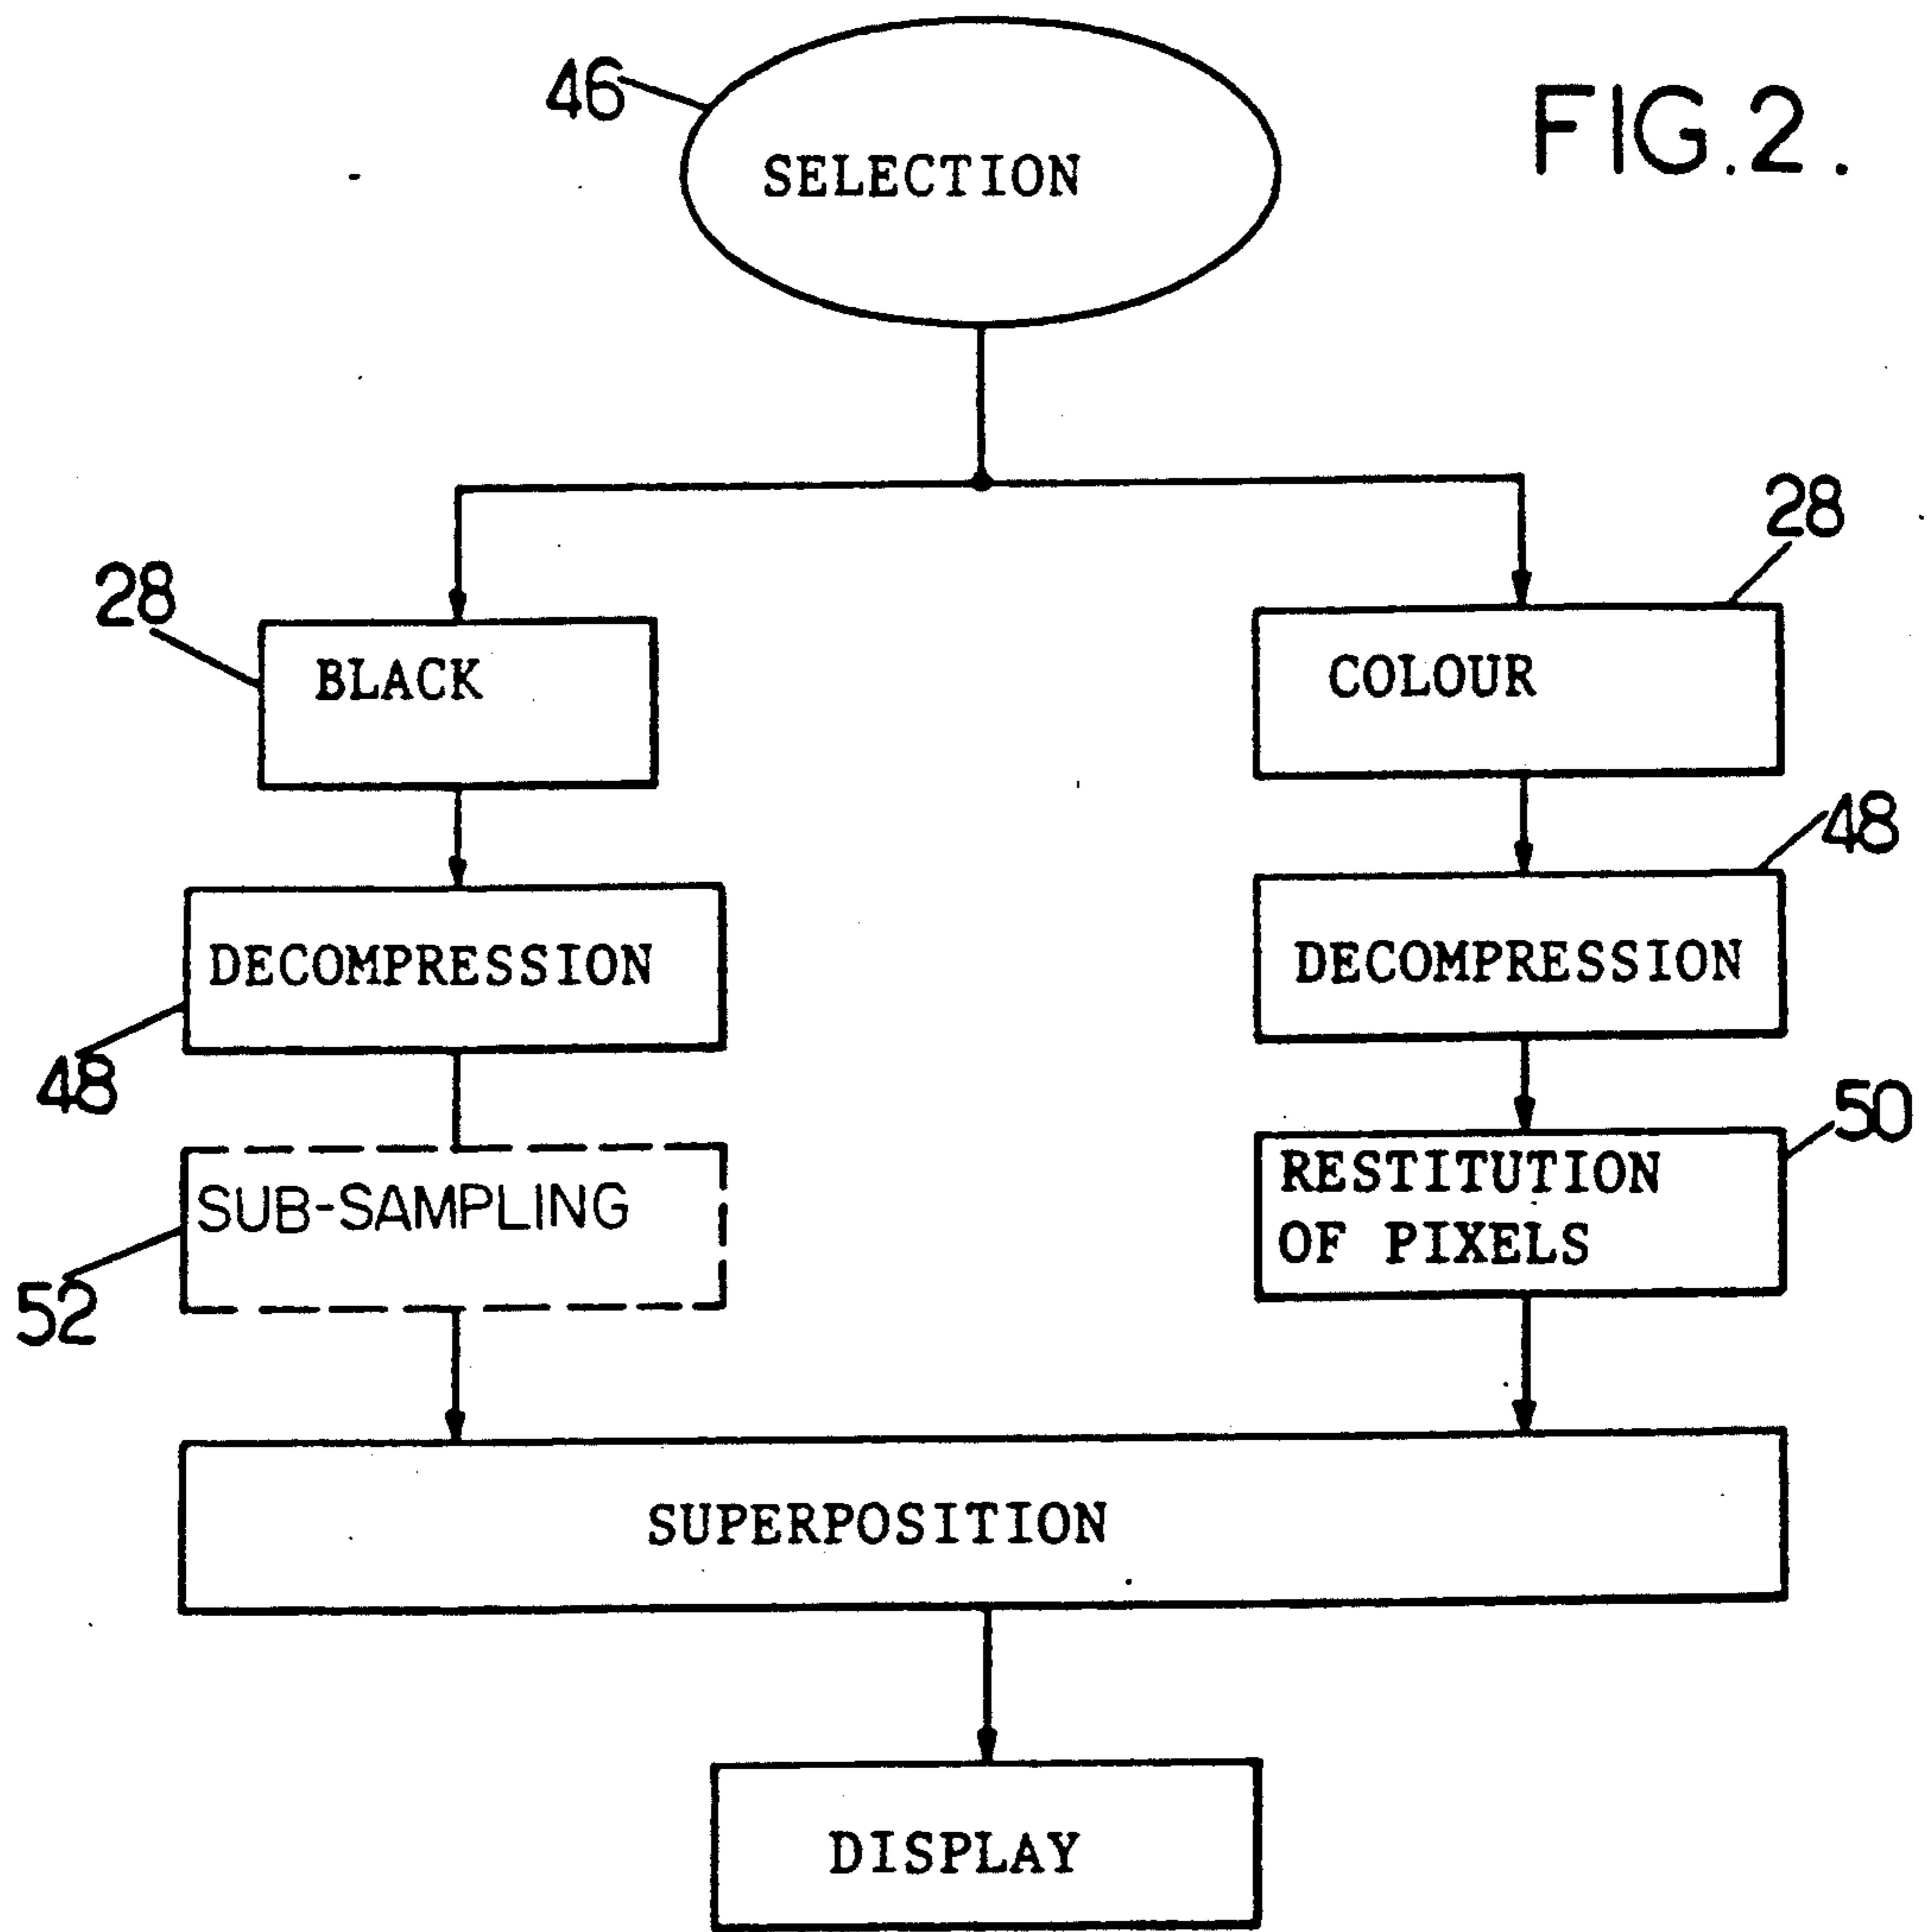 46
SELECTION
FIG.2.
28
BLACK
28
COLOUR
DECOMPRESSION
48
DECOMPRESSION
48
SUB-SAMPLING
52
RESTITUTION
OF PIXELS
50
SUPERPOSITION
DISPLAY